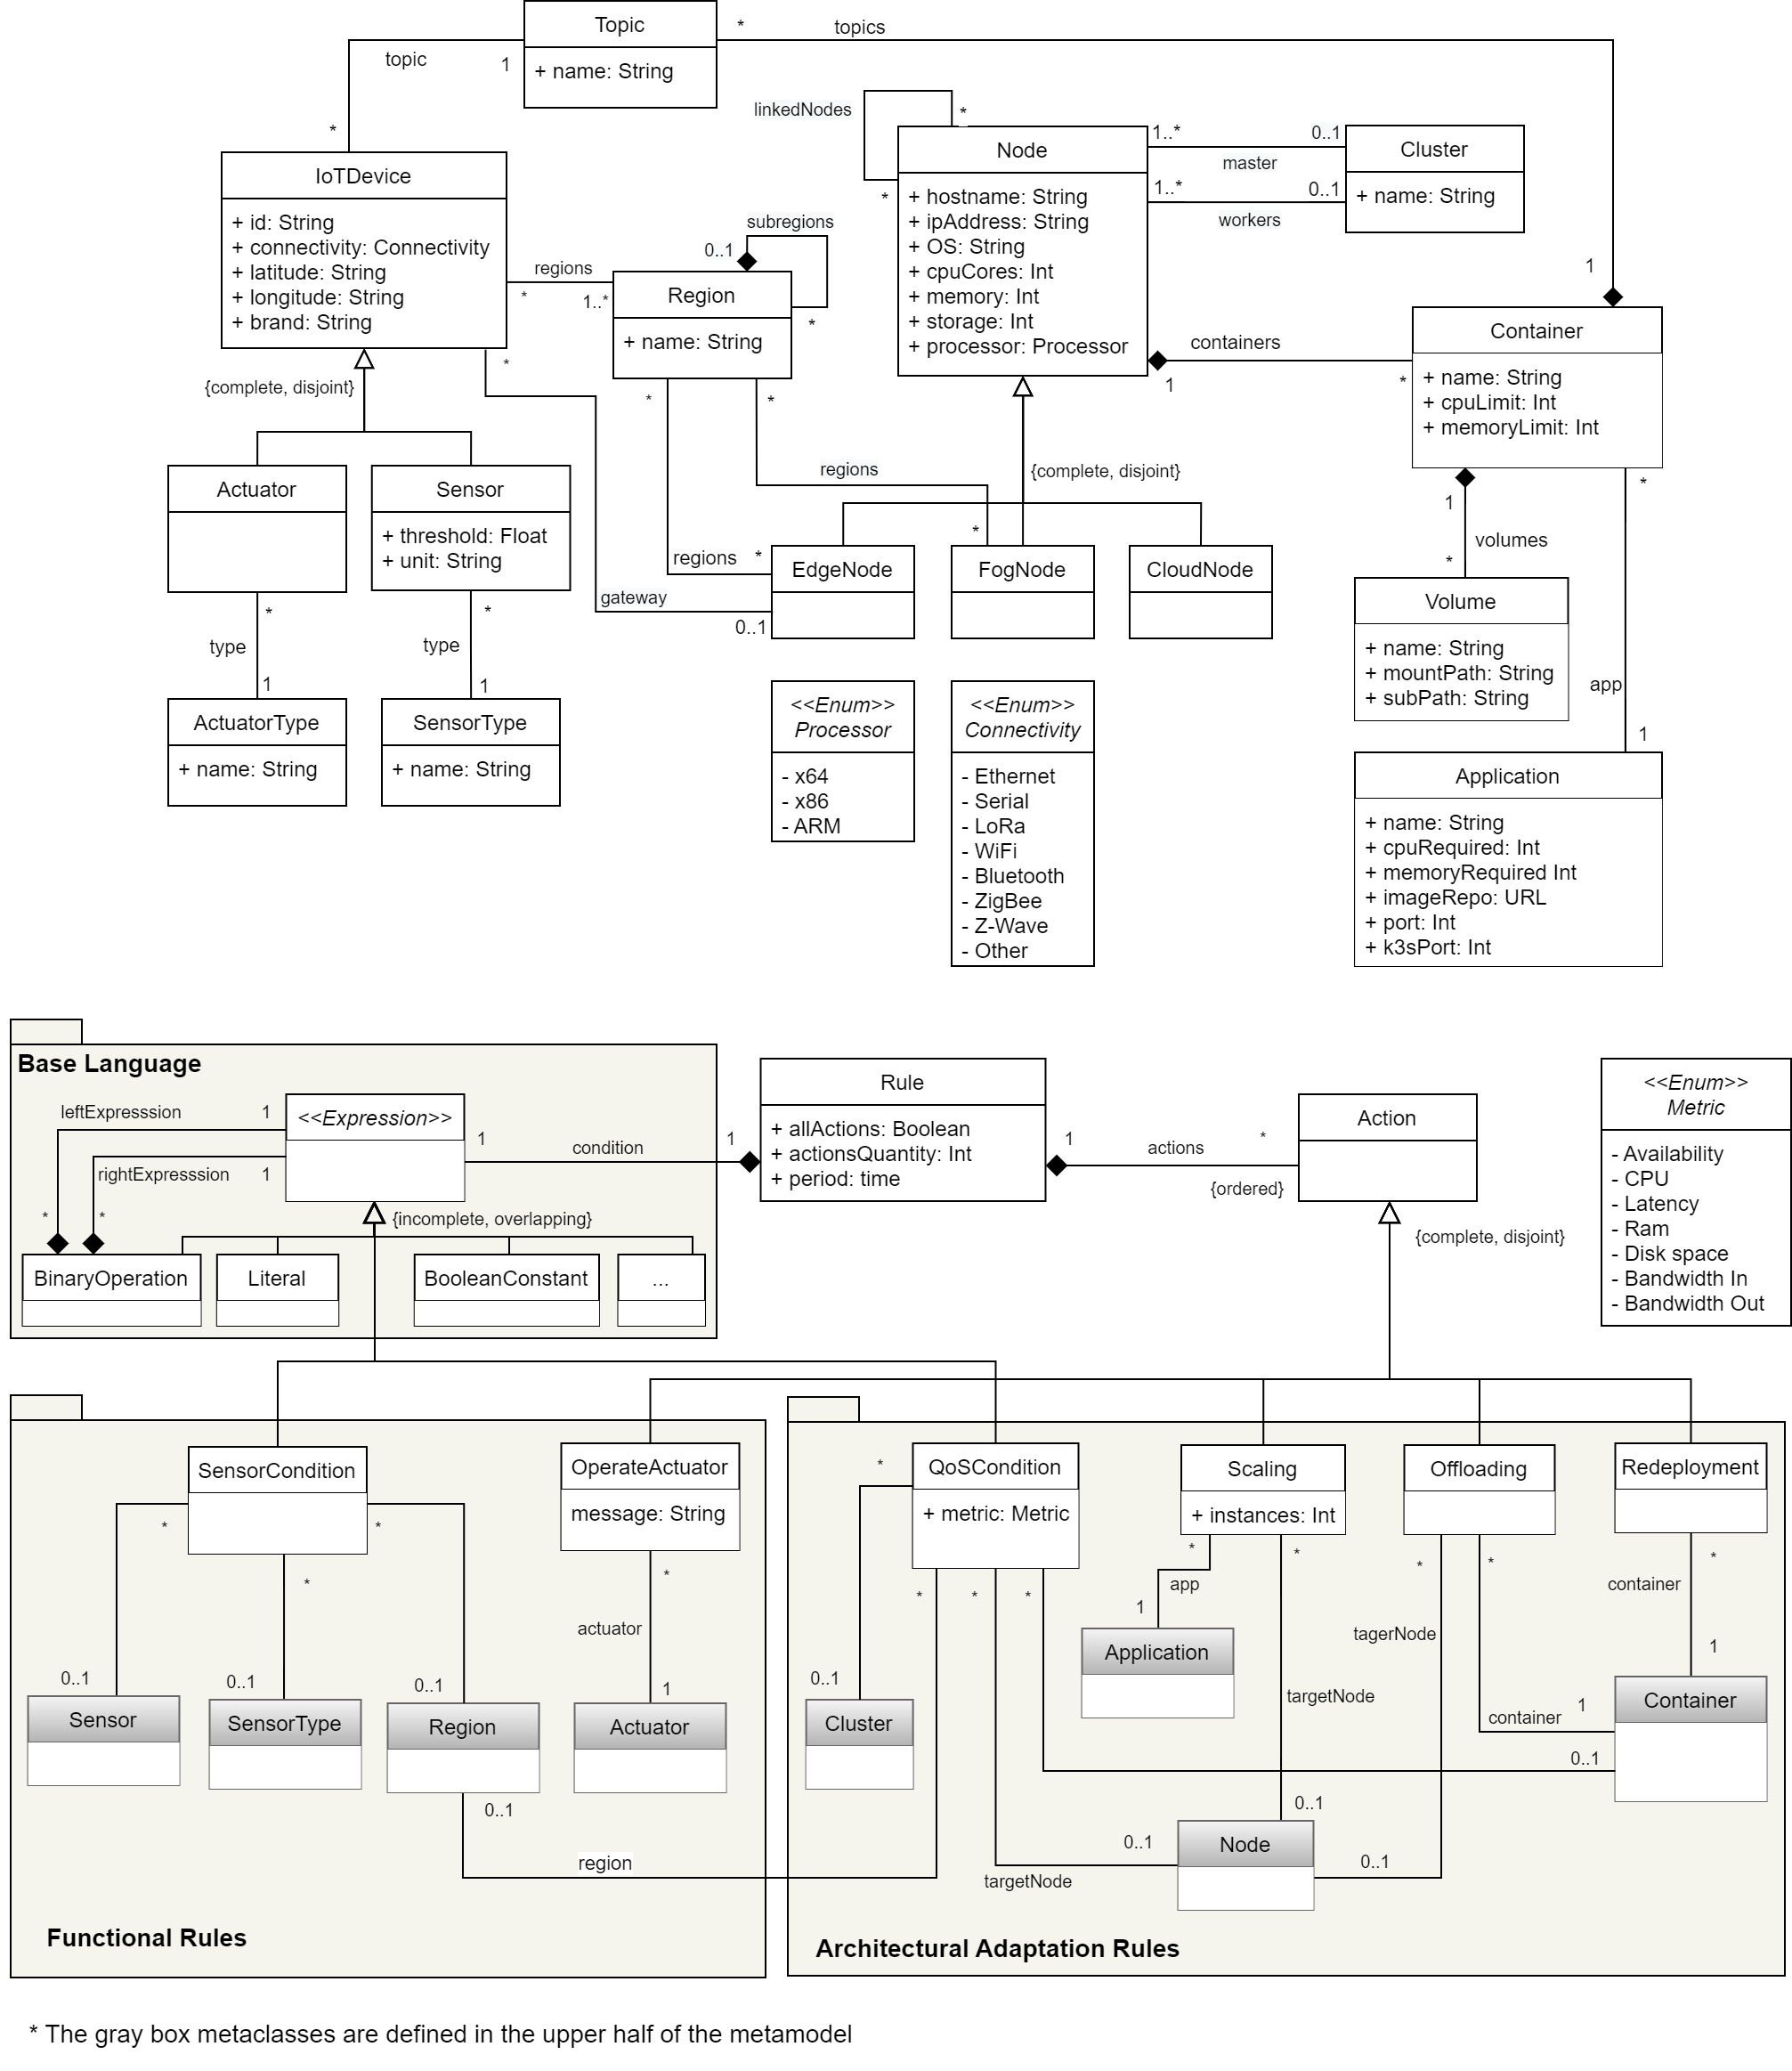 Topic
+ name: String
*
topics
topic
1
*
linkedNodes
*
*
Node
+ hostname: String
+ ipAddress: String
+ OS: String
+ cpuCores: Int
+ memory: Int
+ storage: Int
+ processor: Processor
1..*
0..1
master
1..*
0..1
workers
Cluster
+ name: String
IoTDevice
+ id: String
+ connectivity: Connectivity
+ latitude: String
+ longitude: String
+ brand: String
subregions
0..1
*
regions
*
1..*
Region
+ name: String
1
Container
+ name: String
+ cpuLimit: Int
+ memoryLimit: Int
containers
1
*
{complete, disjoint}
*
*
*
Actuator
Sensor
+ threshold: Float
+ unit: String
regions
{complete, disjoint}
*
regions
*
gateway
0..1
EdgeNode
FogNode
CloudNode
1
volumes
*
*
Volume
+ name: String
+ mountPath: String
+ subPath: String
app
1
*
type
1
*
type
1
ActuatorType
+ name: String
SensorType
+ name: String
<<Enum>>
Processor
- x64
- x86
- ARM
<<Enum>>
Connectivity
- Ethernet
- Serial
- LoRa
- WiFi
- Bluetooth
- ZigBee
- Z-Wave
- Other
Application
+ name: String
+ cpuRequired: Int
+ memoryRequired Int
+ imageRepo: URL
+ port: Int
+ k3sPort: Int
Base Language
leftExpresssion
1
rightExpresssion
1
*
*
<<Expression>>
1
condition
1
Rule
+ allActions: Boolean
+ actionsQuantity: Int
+ period: time
1
actions
*
{ordered}
Action
<<Enum>>
Metric
- Availability
- CPU
- Latency
- Ram
- Disk space
- Bandwidth In
- Bandwidth Out
{incomplete, overlapping}
{complete, disjoint}
BinaryOperation
Literal
BooleanConstant
...
SensorCondition
*
*
*
OperateActuator
message: String
*
actuator
1
0..1
0..1
0..1
Sensor
SensorType
Region
Actuator
0..1
region
Functional Rules
*
QoSCondition
+ metric: Metric
*
*
*
Scaling
+ instances: Int
*
*
app
1
Application
targetNode
Offloading
*
*
tagerNode
Redeployment
*
container
1
0..1
Cluster
container
1
Container
0..1
0..1
0..1
Node
0..1
targetNode
Architectural Adaptation Rules
* The gray box metaclasses are defined in the upper half of the metamodel